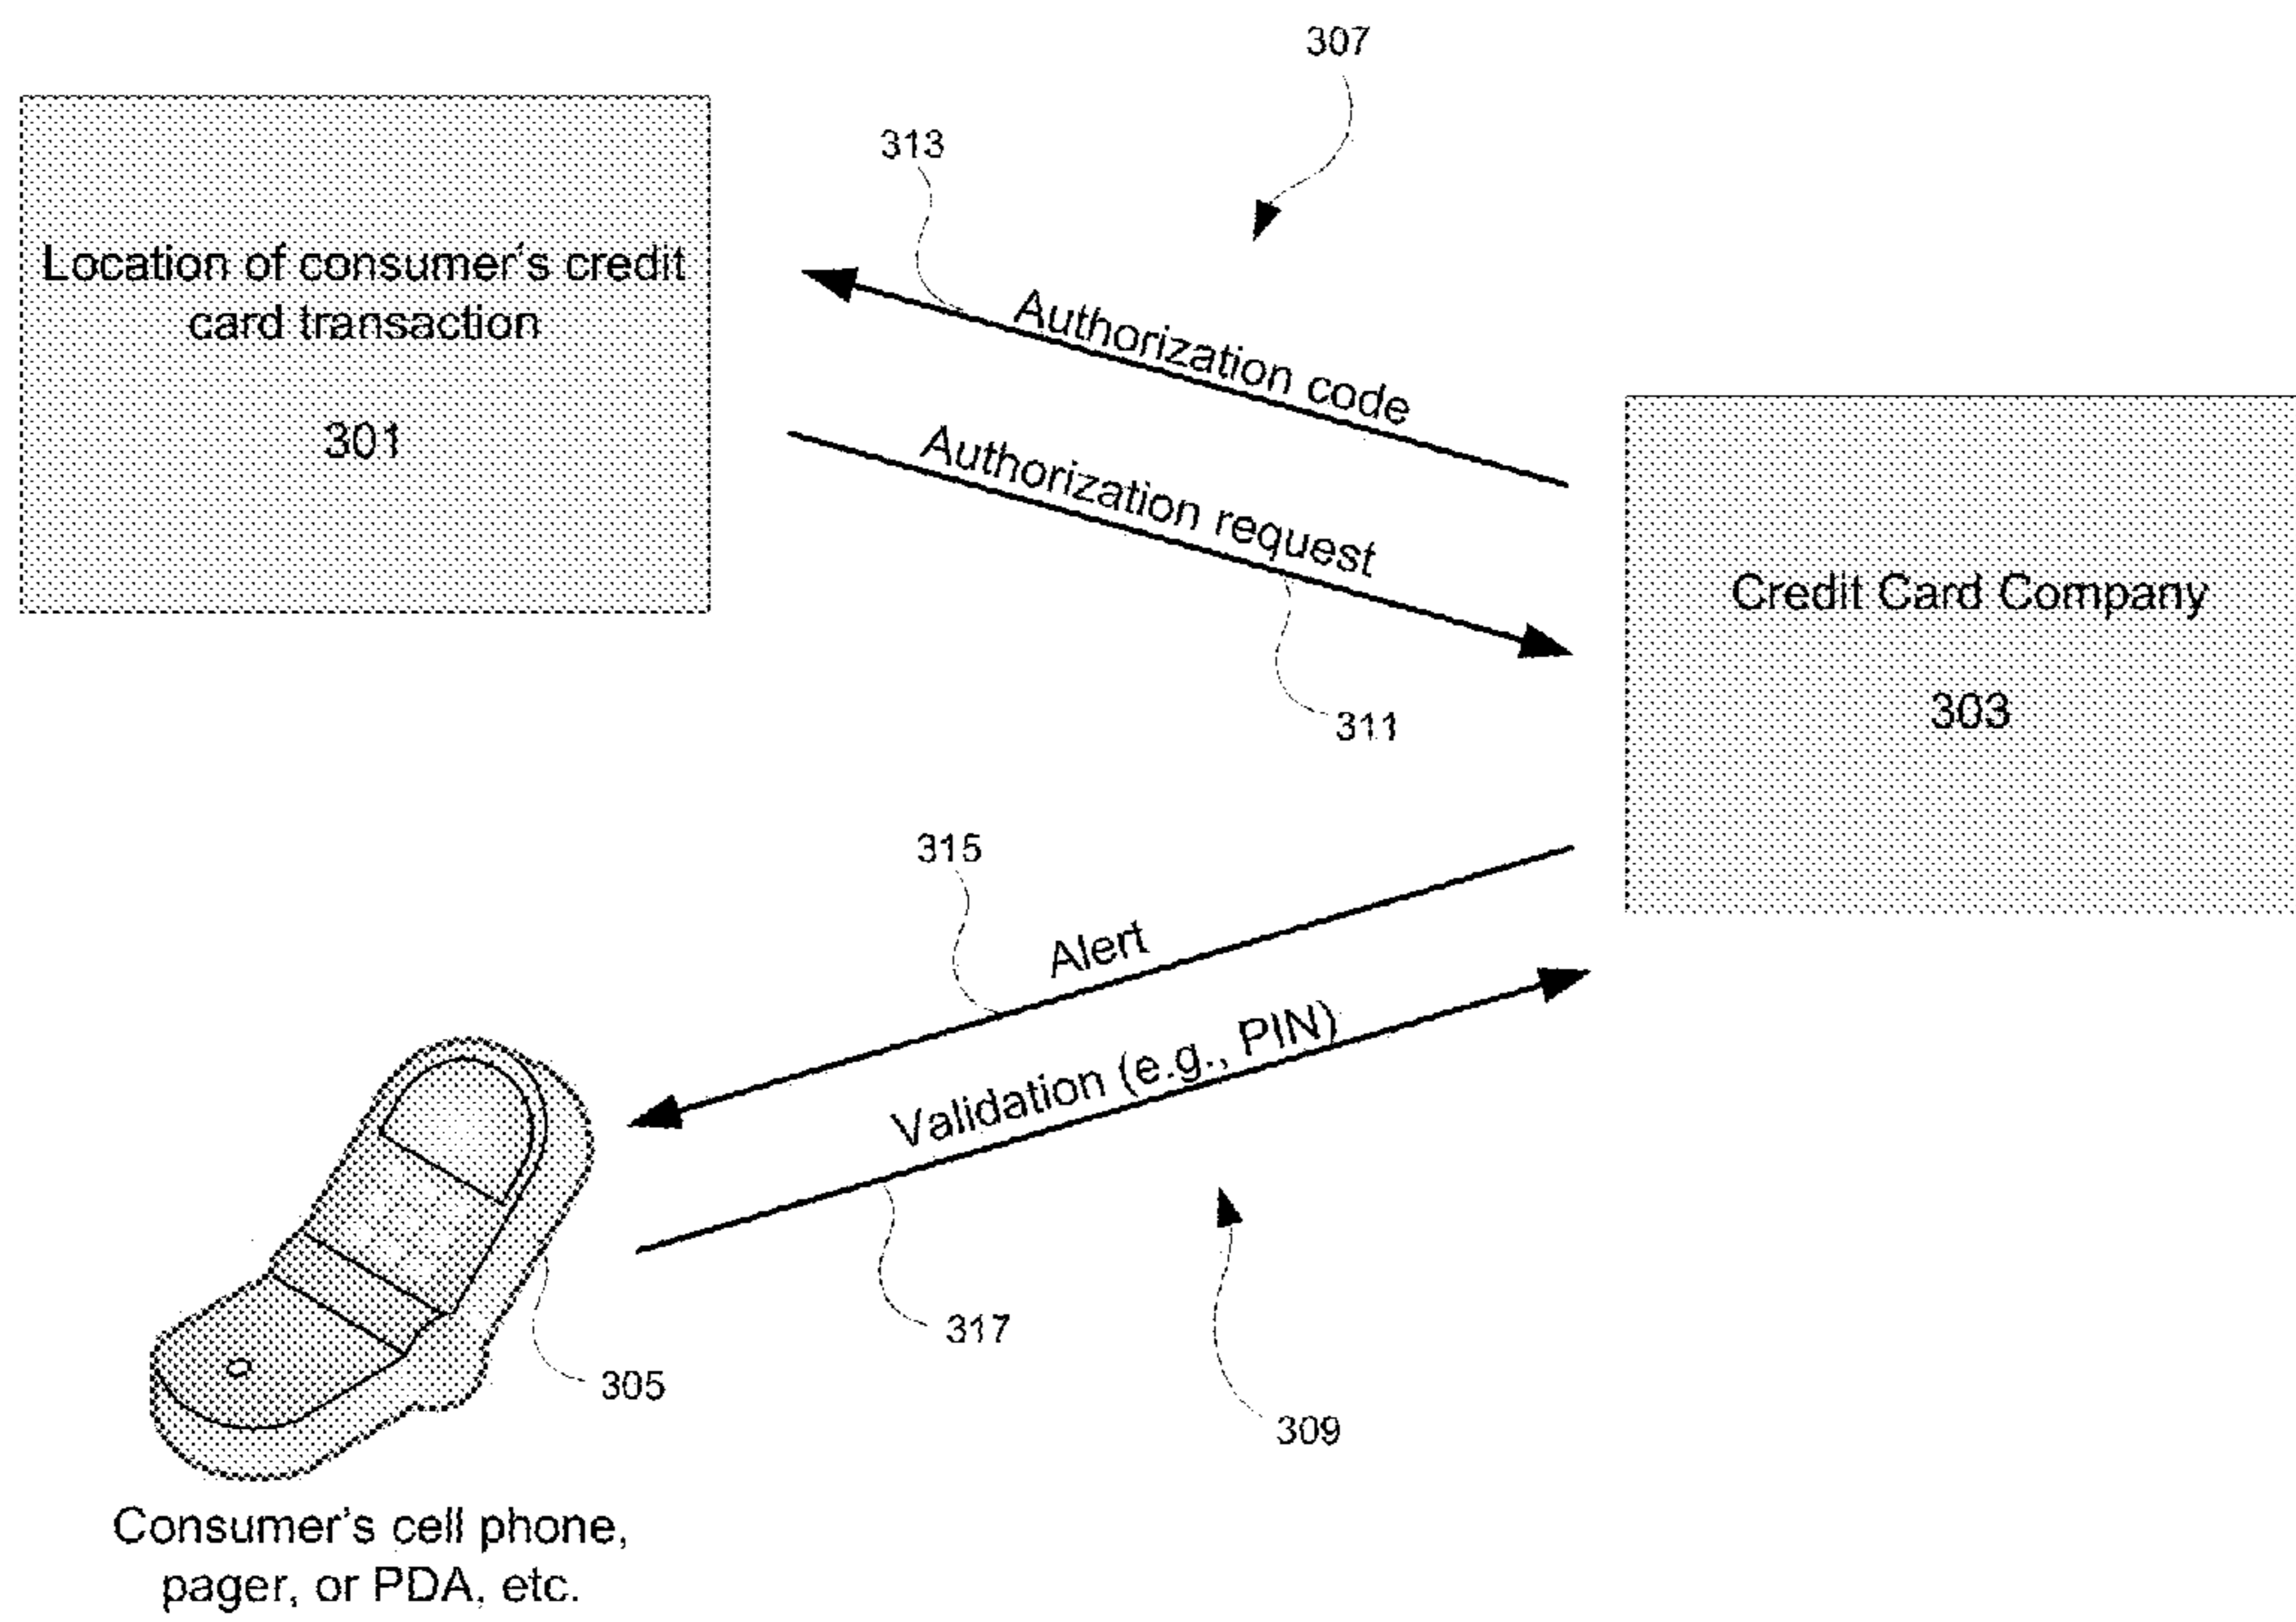 307
313
Location of consumer's credit
card transaction
301
Authorization code
Authorization request
311
Credit Card Company
303
315
Alert
Validation (e.g., PIN)
317
305
309
Consumer's cell phone,
pager, or PDA, etc.